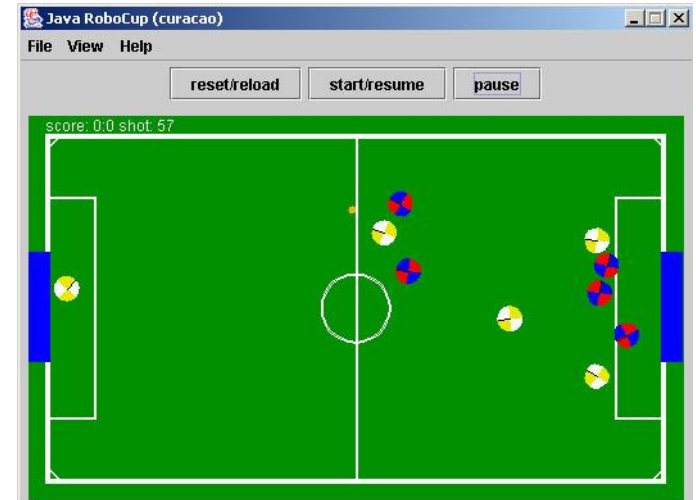 Java RoboCup (curacao)
File View Help
reset/reload start/resume pause
score: 0:0 shot: 57